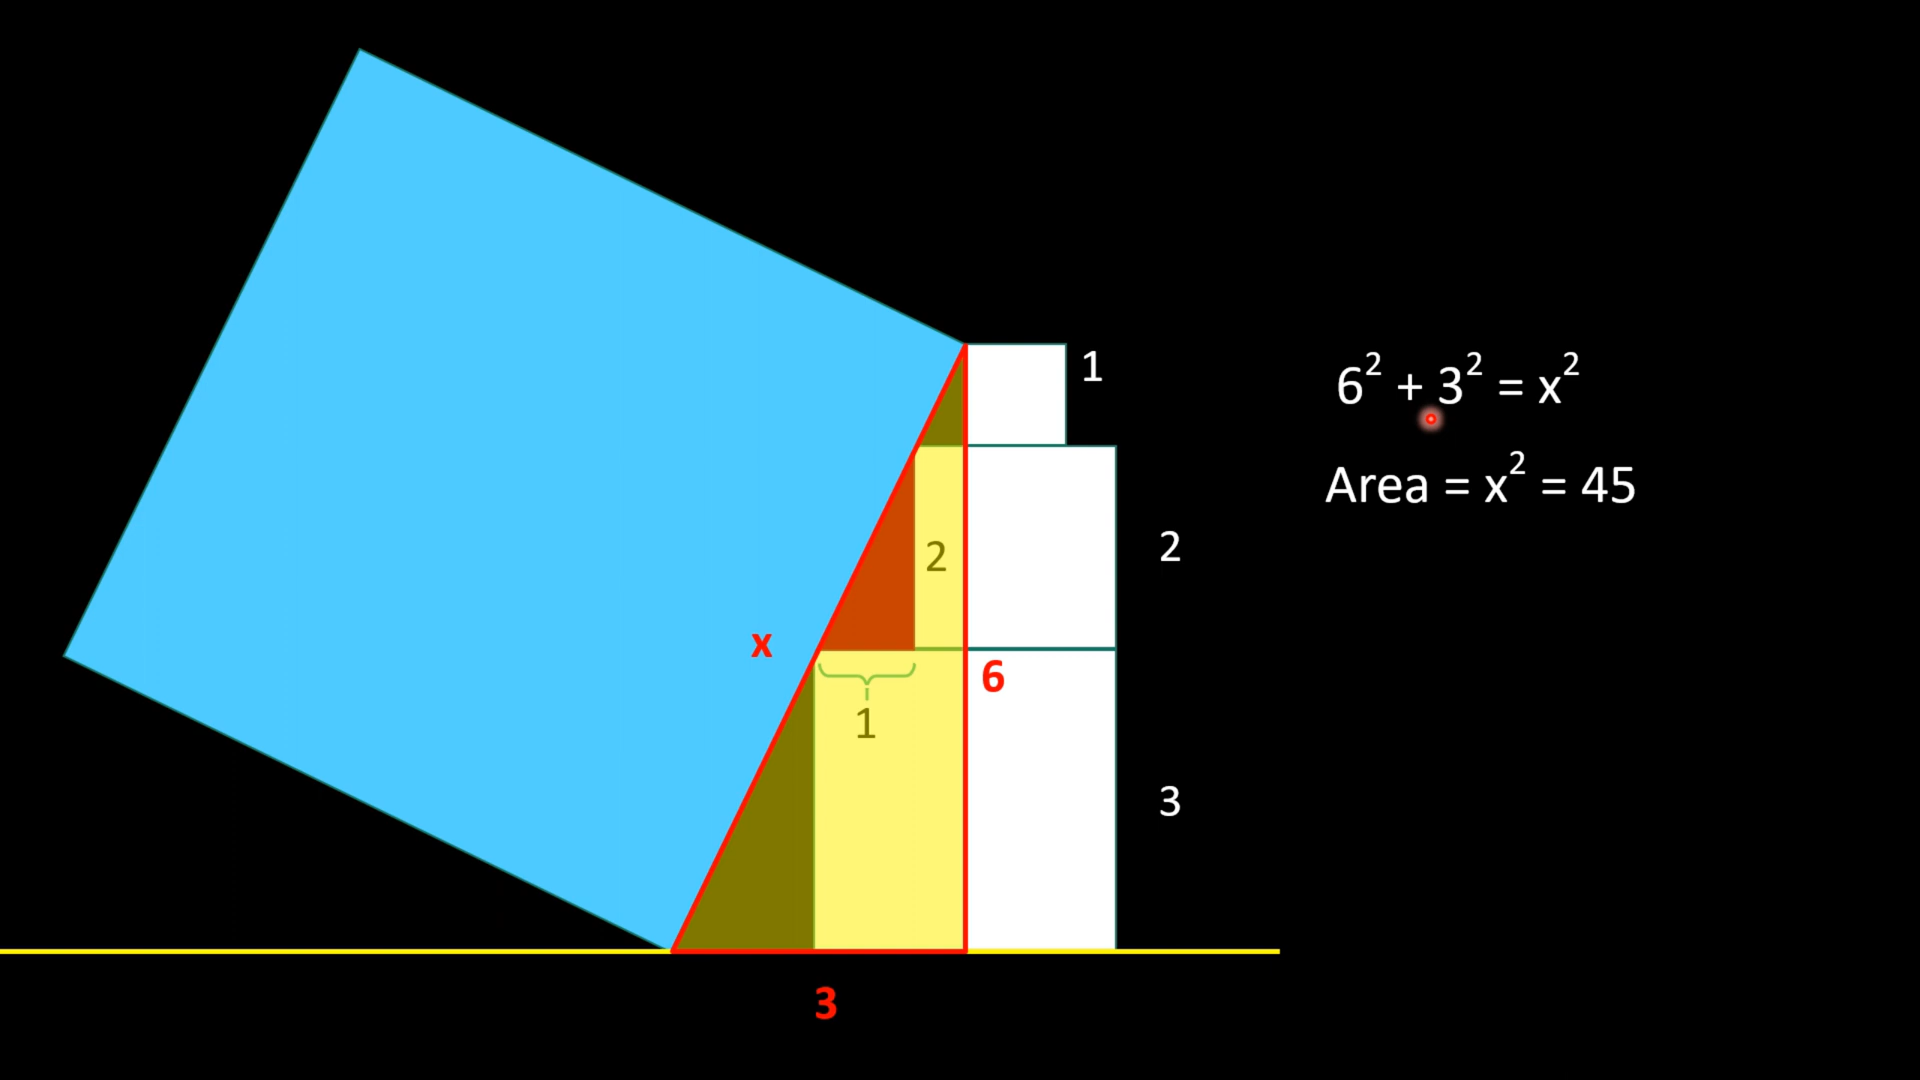 1
6² + 3² = x²
Area = x² = 45
2
2
x
6
1
3
3